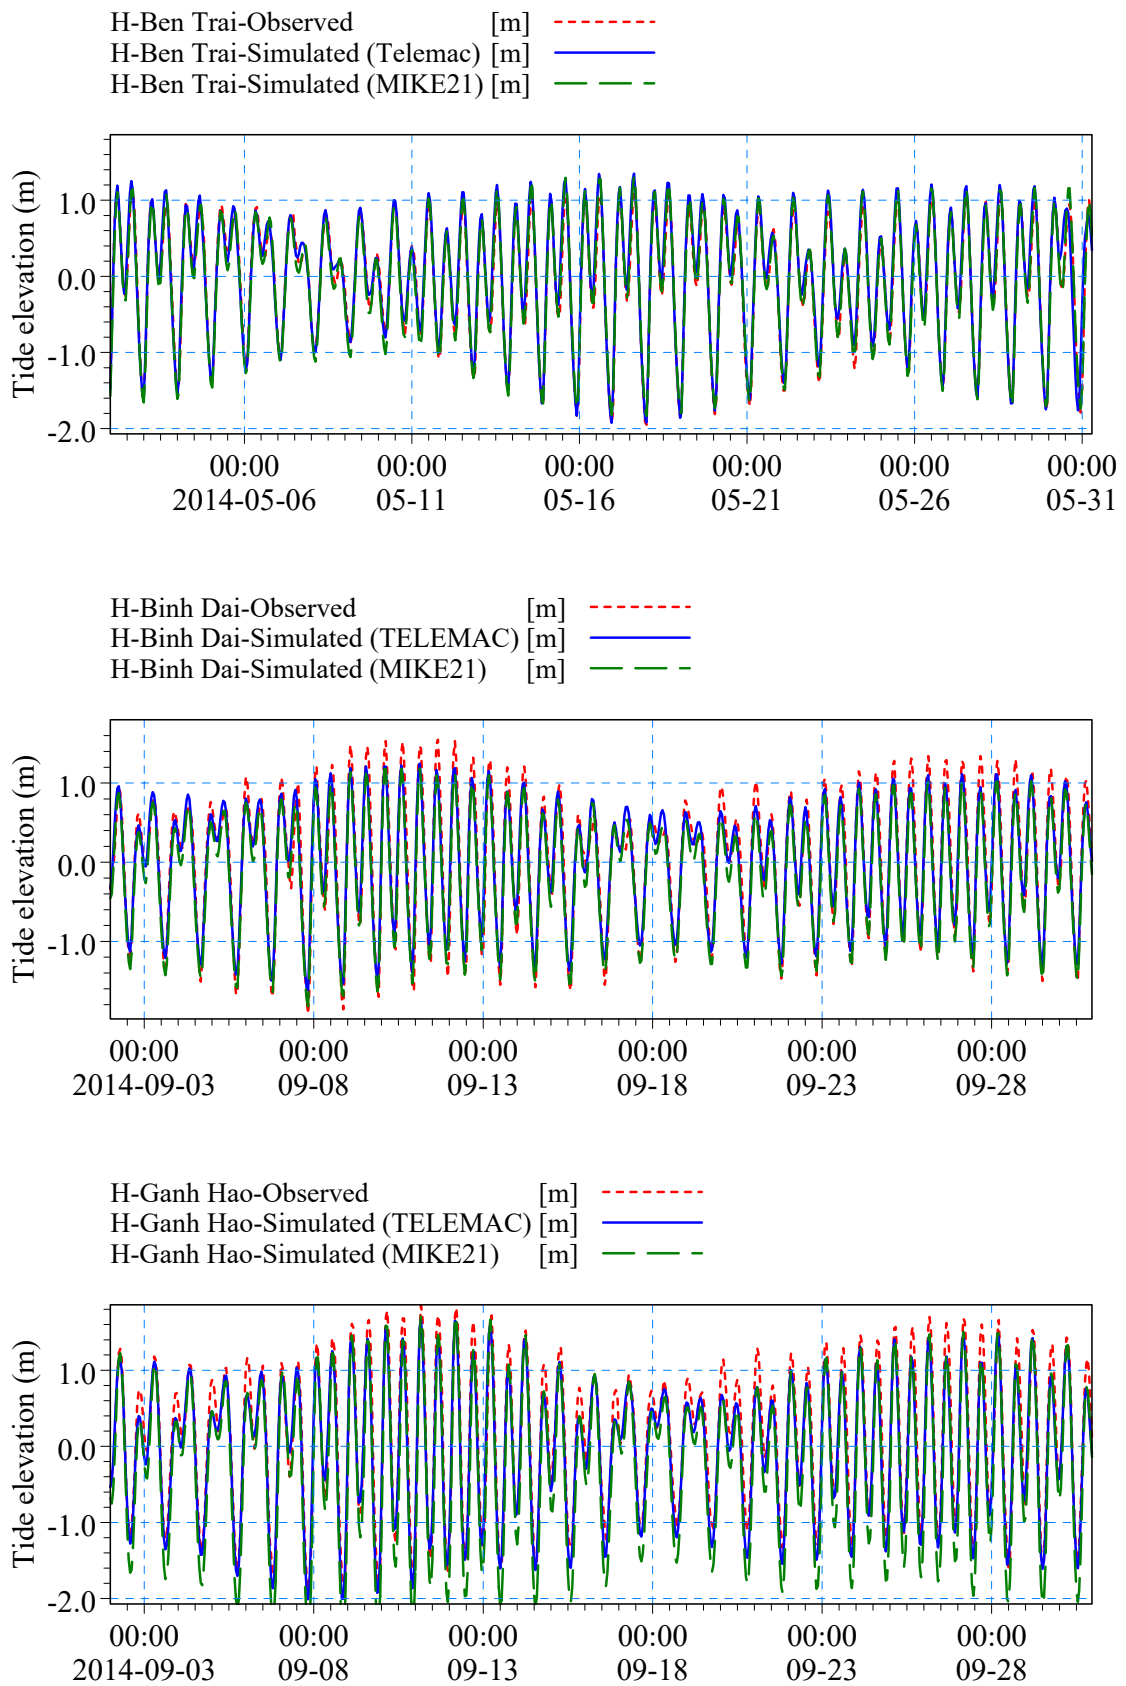 H-Ben Trai-Observed [m]
H-Ben Trai-Simulated (Telemac) [m]
H-Ben Trai-Simulated (MIKE21) [m]
Tide elevation (m)
1.0
0.0
-1.0
-2.0
00:00 00:00 00:00 00:00 00:00 00:00
2014-05-06 05-11 05-16 05-21 05-26 05-31
H-Binh Dai-Observed [m]
H-Binh Dai-Simulated (TELEMAC) [m]
H-Binh Dai-Simulated (MIKE21) [m]
Tide elevation (m)
1.0
0.0
-1.0
00:00 00:00 00:00 00:00 00:00 00:00
2014-09-03 09-08 09-13 09-18 09-23 09-28
H-Ganh Hao-Observed [m]
H-Ganh Hao-Simulated (TELEMAC) [m]
H-Ganh Hao-Simulated (MIKE21) [m]
Tide elevation (m)
1.0
0.0
-1.0
-2.0
00:00 00:00 00:00 00:00 00:00 00:00
2014-09-03 09-08 09-13 09-18 09-23 09-28